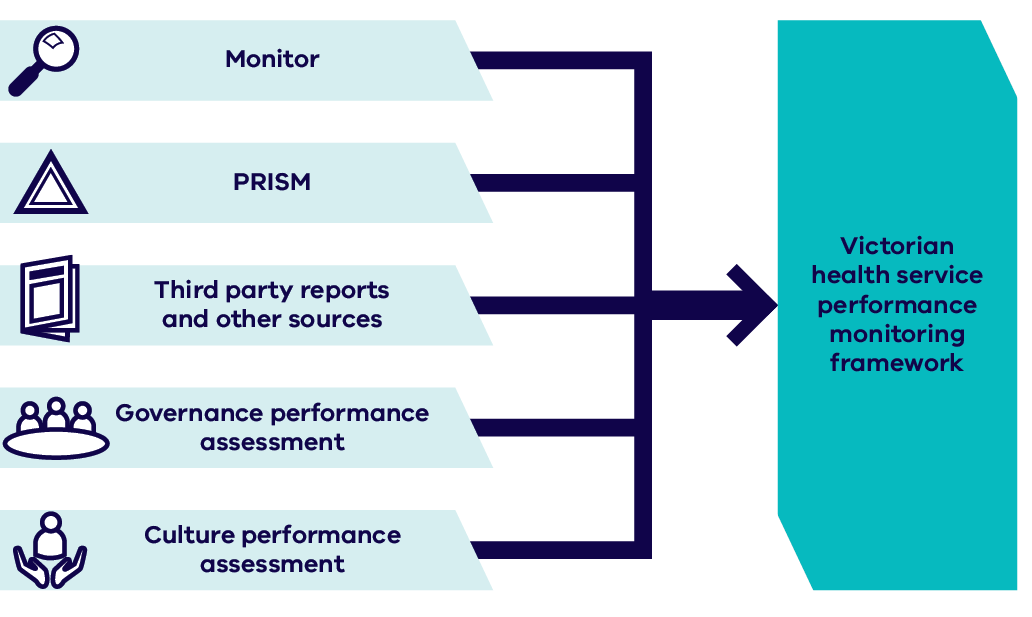 Monitor
PRISM
Third party reports
and other sources
Governance performance
assessment
Culture performance
assessment
Victorian
health service
performance
monitoring
framework